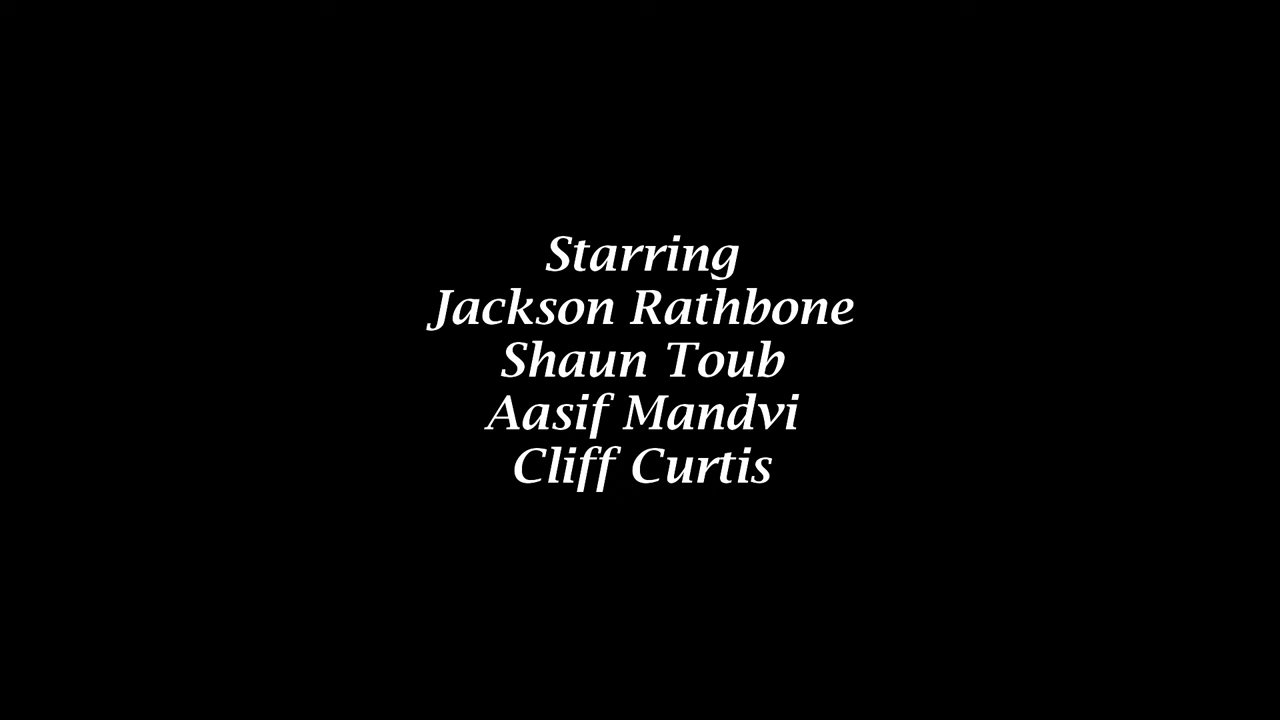 Starring
Jackson Rathbone
Shaun Toub
Aasif Mandvi
Cliff Curtis